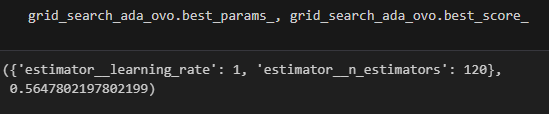 grid_search_ada_ovo.best_params_, grid_search_ada_ovo.best_score_
({'estimator__learning_rate': 1, 'estimator__n_estimators': 120},
0.5647802197802199)